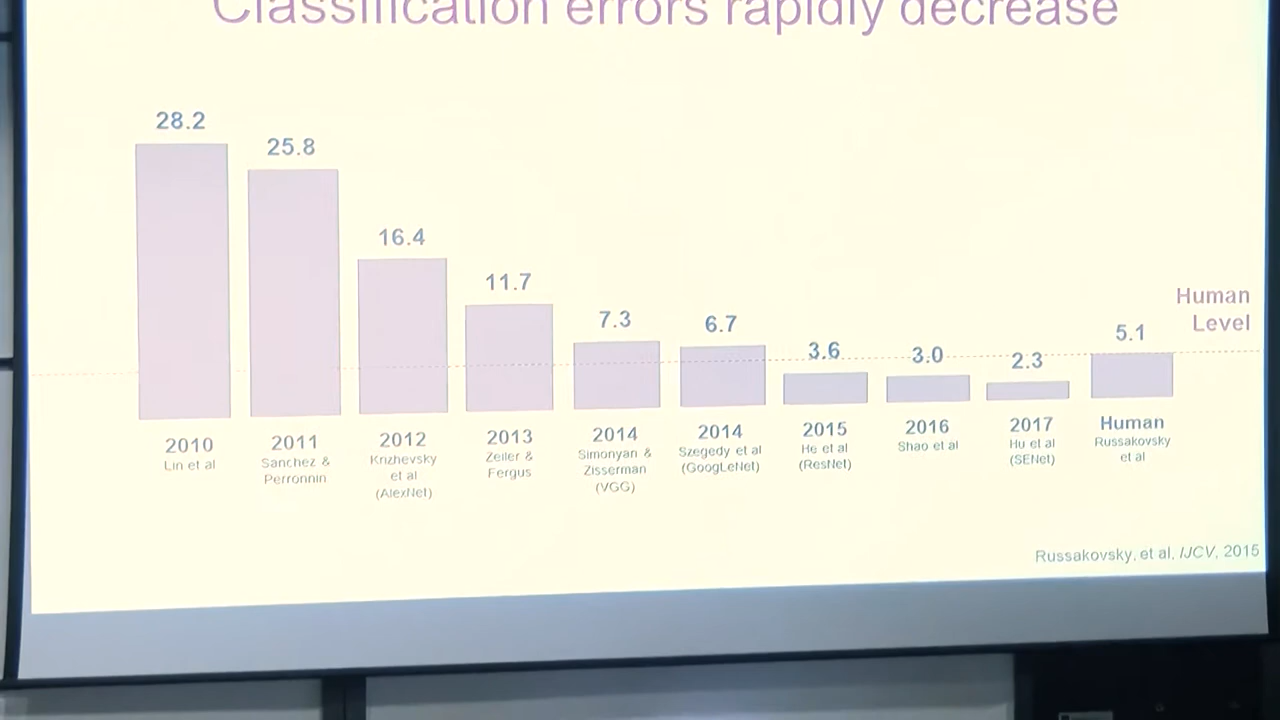 Classification errors rapidly decrease
28.2
25.8
16.4
11.7
7.3
6.7
3.6
3.0
2.3
5.1
Human
Level
2010
Lin et al
2011
Sanchez &
Perronnin
2012
Krizhevsky
et al
(AlexNet)
2013
Zeiler &
Fergus
2014
Simonyan &
Zisserman
(VGG)
2014
Szegedy et al
(GoogLeNet)
2015
He et al
(ResNet)
2016
Shao et al
2017
Hu et al
(SENet)
Human
Russakovsky
et al
Russakovsky, et al, IJCV, 2015